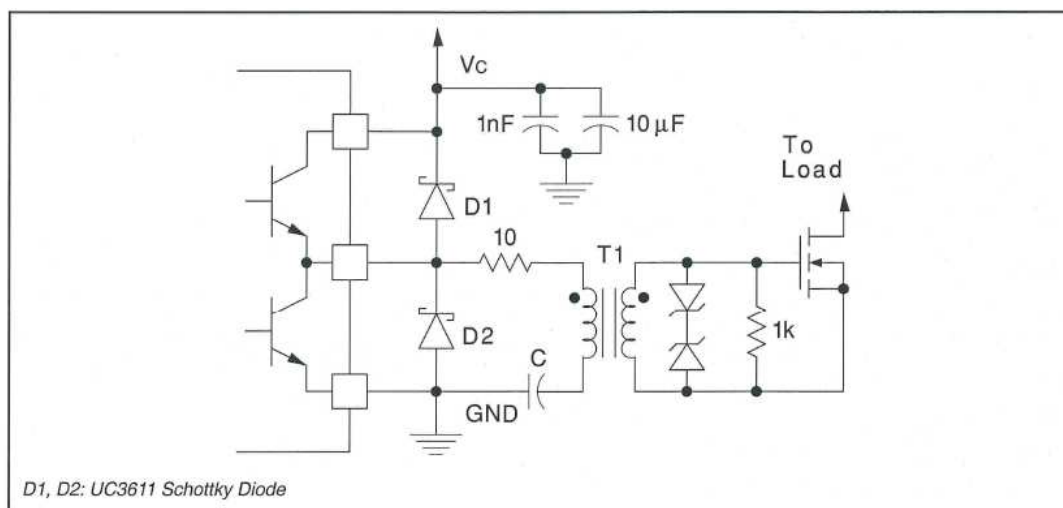 Vc
1nF
10 µF
To
Load
D1
10
T1
D2
1k
C
GND
D1, D2: UC3611 Schottky Diode